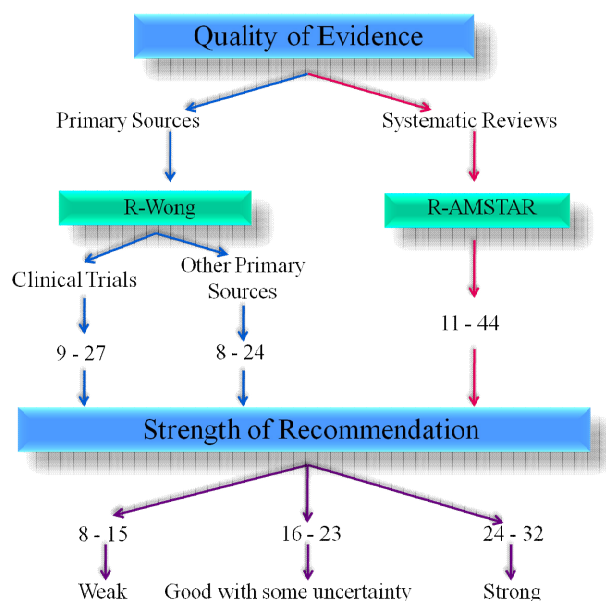 Quality of Evidence
Primary Sources
Systematic Reviews
R-Wong
R-AMSTAR
Clinical Trials
Other Primary
Sources
9 - 27
8 - 24
11 - 44
Strength of Recommendation
8 - 15
16 - 23
24 - 32
Weak
Good with some uncertainty
Strong